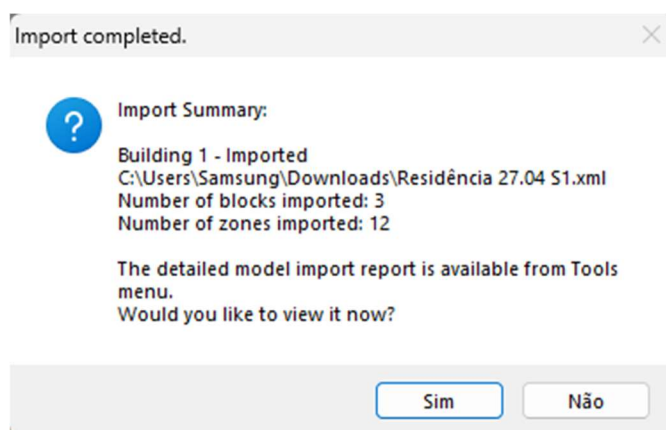 Import completed.
Import Summary:
Building 1 - Imported
C:\Users\Samsung\Downloads\Residência 27.04 S1.xml
Number of blocks imported: 3
Number of zones imported: 12
The detailed model import report is available from Tools
menu.
Would you like to view it now?
Sim Não